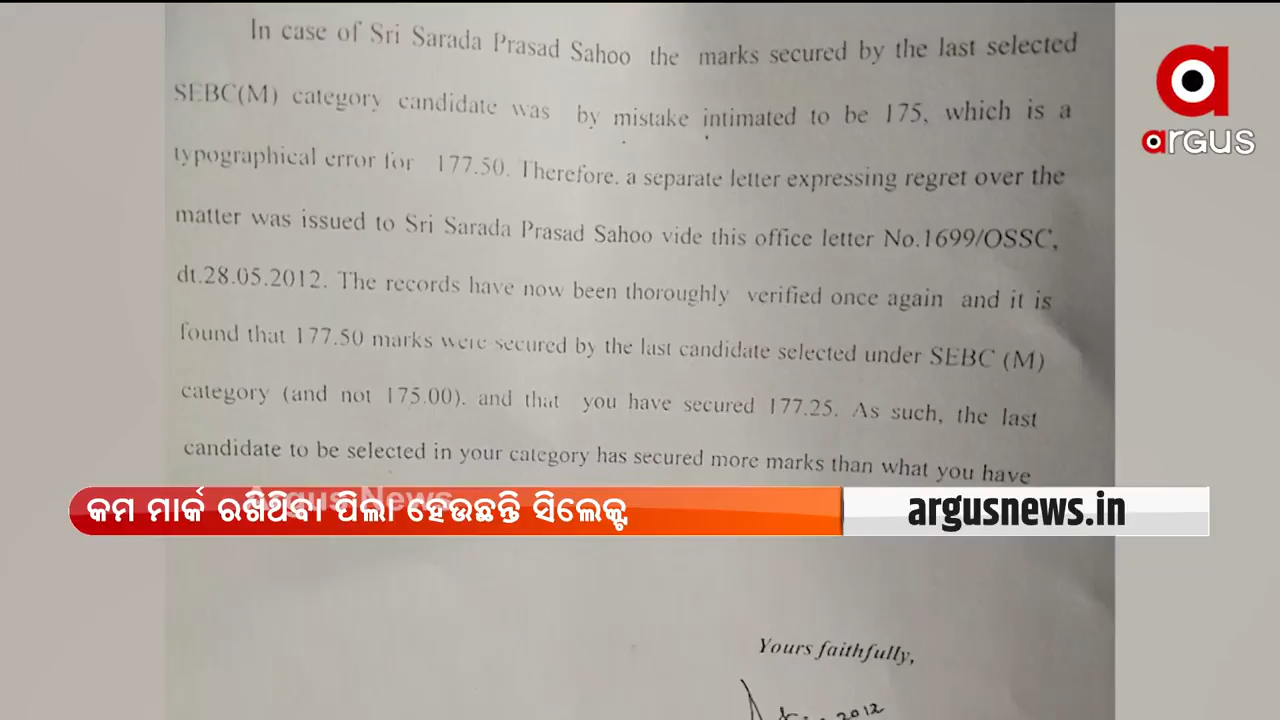 In case of Sri Sarada Prasad Sahoo the marks secured by the last selected
SEBC(M) category candidate was by mistake intimated to be 175, which is a
typographical error for 177.50. Therefore, a separate letter expressing regret over the
matter was issued to Sri Sarada Prasad Sahoo vide this office letter No.1699/OSSC,
dt.28.05.2012. The records have now been thoroughly verified once again and it is
found that 177.50 marks were secured by the last candidate selected under SEBC (M)
category (and not 175.00). and that you have secured 177.25. As such, the last
candidate to be selected in your category has secured more marks than what you have
argus
Argus News
କମ ମାର୍କ ରଖିଥିବା ପିଲା ହେଉଛନ୍ତି ସିଲେକ୍ଟ
argusnews.in
Yours faithfully,
2012